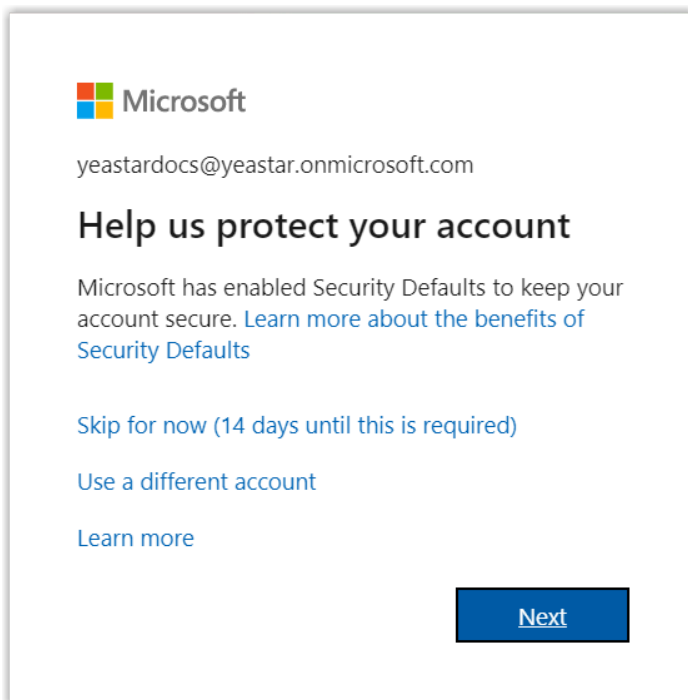 Microsoft
yeastardocs@yeastar.onmicrosoft.com
Help us protect your account
Microsoft has enabled Security Defaults to keep your
account secure. Learn more about the benefits of
Security Defaults
Skip for now (14 days until this is required)
Use a different account
Learn more
Next